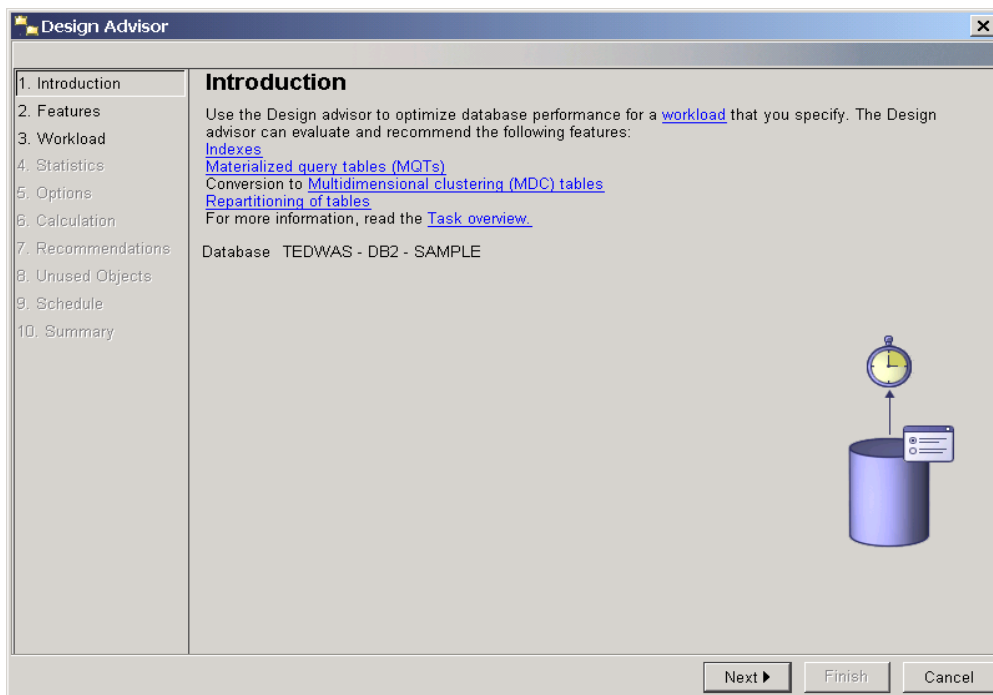 Design Advisor
1. Introduction
2. Features
3. Workload
4. Statistics
5. Options
6. Calculation
7. Recommendations
8. Unused Objects
9. Schedule
10. Summary
Introduction
Use the Design advisor to optimize database performance for a workload that you specify. The Design
advisor can evaluate and recommend the following features:
Indexes
Materialized query tables (MQTs)
Conversion to Multidimensional clustering (MDC) tables
Repartitioning of tables
For more information, read the Task overview.
Database TEDWAS - DB2 - SAMPLE
Next
Finish
Cancel